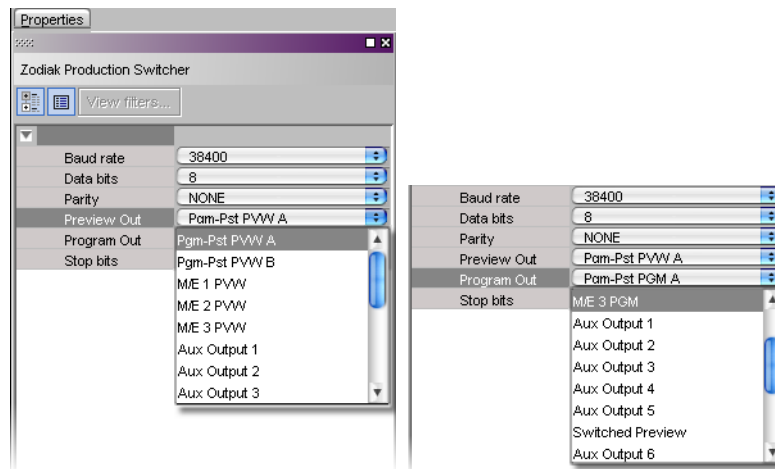 Properties
Zodiak Production Switcher
View filters...
Baud rate 38400
Data bits 8
Parity NONE
Preview Out Pgm-Pst PVW A
Program Out Pgm-Pst PVW A
Stop bits Pgm-Pst PVW B
M/E 1 PVW
M/E 2 PVW
M/E 3 PVW
Aux Output 1
Aux Output 2
Aux Output 3
Baud rate 38400
Data bits 8
Parity NONE
Preview Out Pgm-Pst PVW A
Program Out Pgm-Pst PGM A
Stop bits M/E 3 PGM
Aux Output 1
Aux Output 2
Aux Output 3
Aux Output 4
Aux Output 5
Switched Preview
Aux Output 6